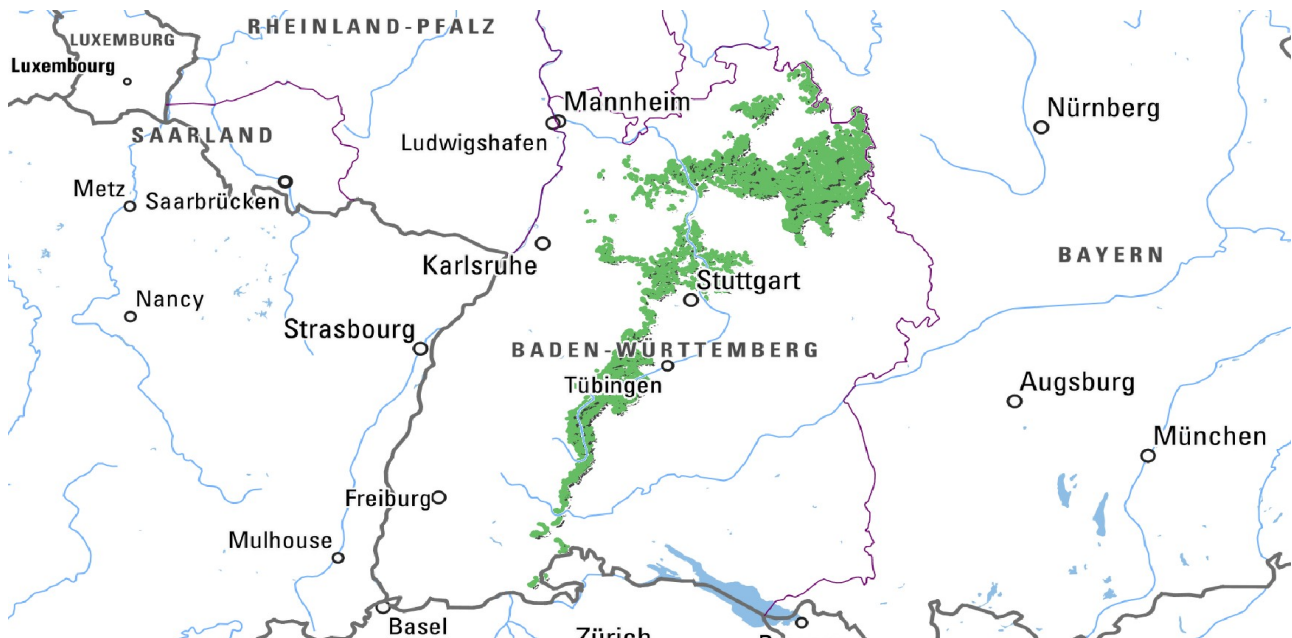 RHEINLAND-PFALZ
LUXEMBURG
Luxembourg
Mannheim
Nürnberg
SAARLAND
Ludwigshafen
Metz
Saarbrücken
Karlsruhe
BAYERN
Stuttgart
Nancy
Strasbourg
BADEN-WÜRTTEMBERG
Tübingen
Augsburg
München
Freiburg
Mulhouse
Basel
Zürich